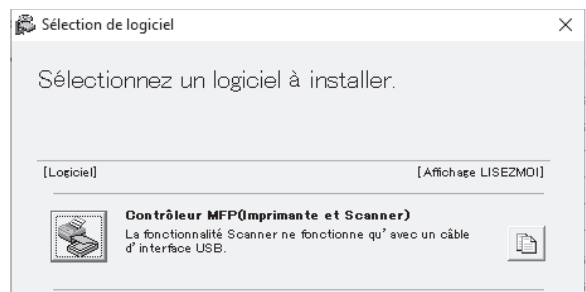 Sélection de logiciel
Sélectionnez un logiciel à installer.
[Logiciel] [Affichage LISEZMOI]
Contrôleur MFP(Imprimante et Scanner)
La fonctionnalité Scanner ne fonctionne qu'avec un câble
d'interface USB.